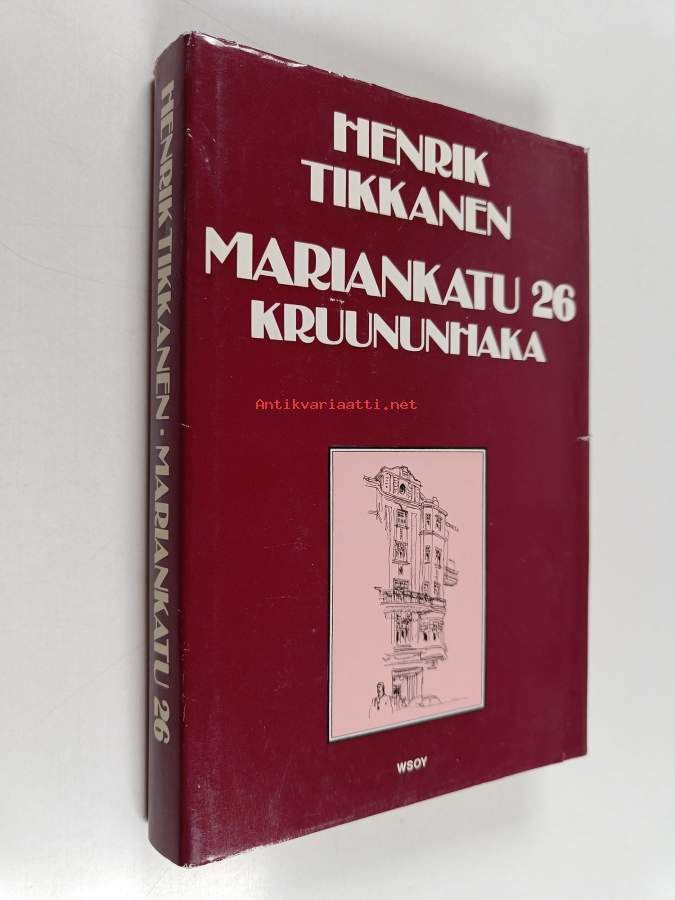 HENRIK
TIKKANEN
MARIANKATU 26
KRUUNUNHAKA
Antikvariaatti.net
WSOY
HENRIK TIKKANEN · MARIANKATU 26